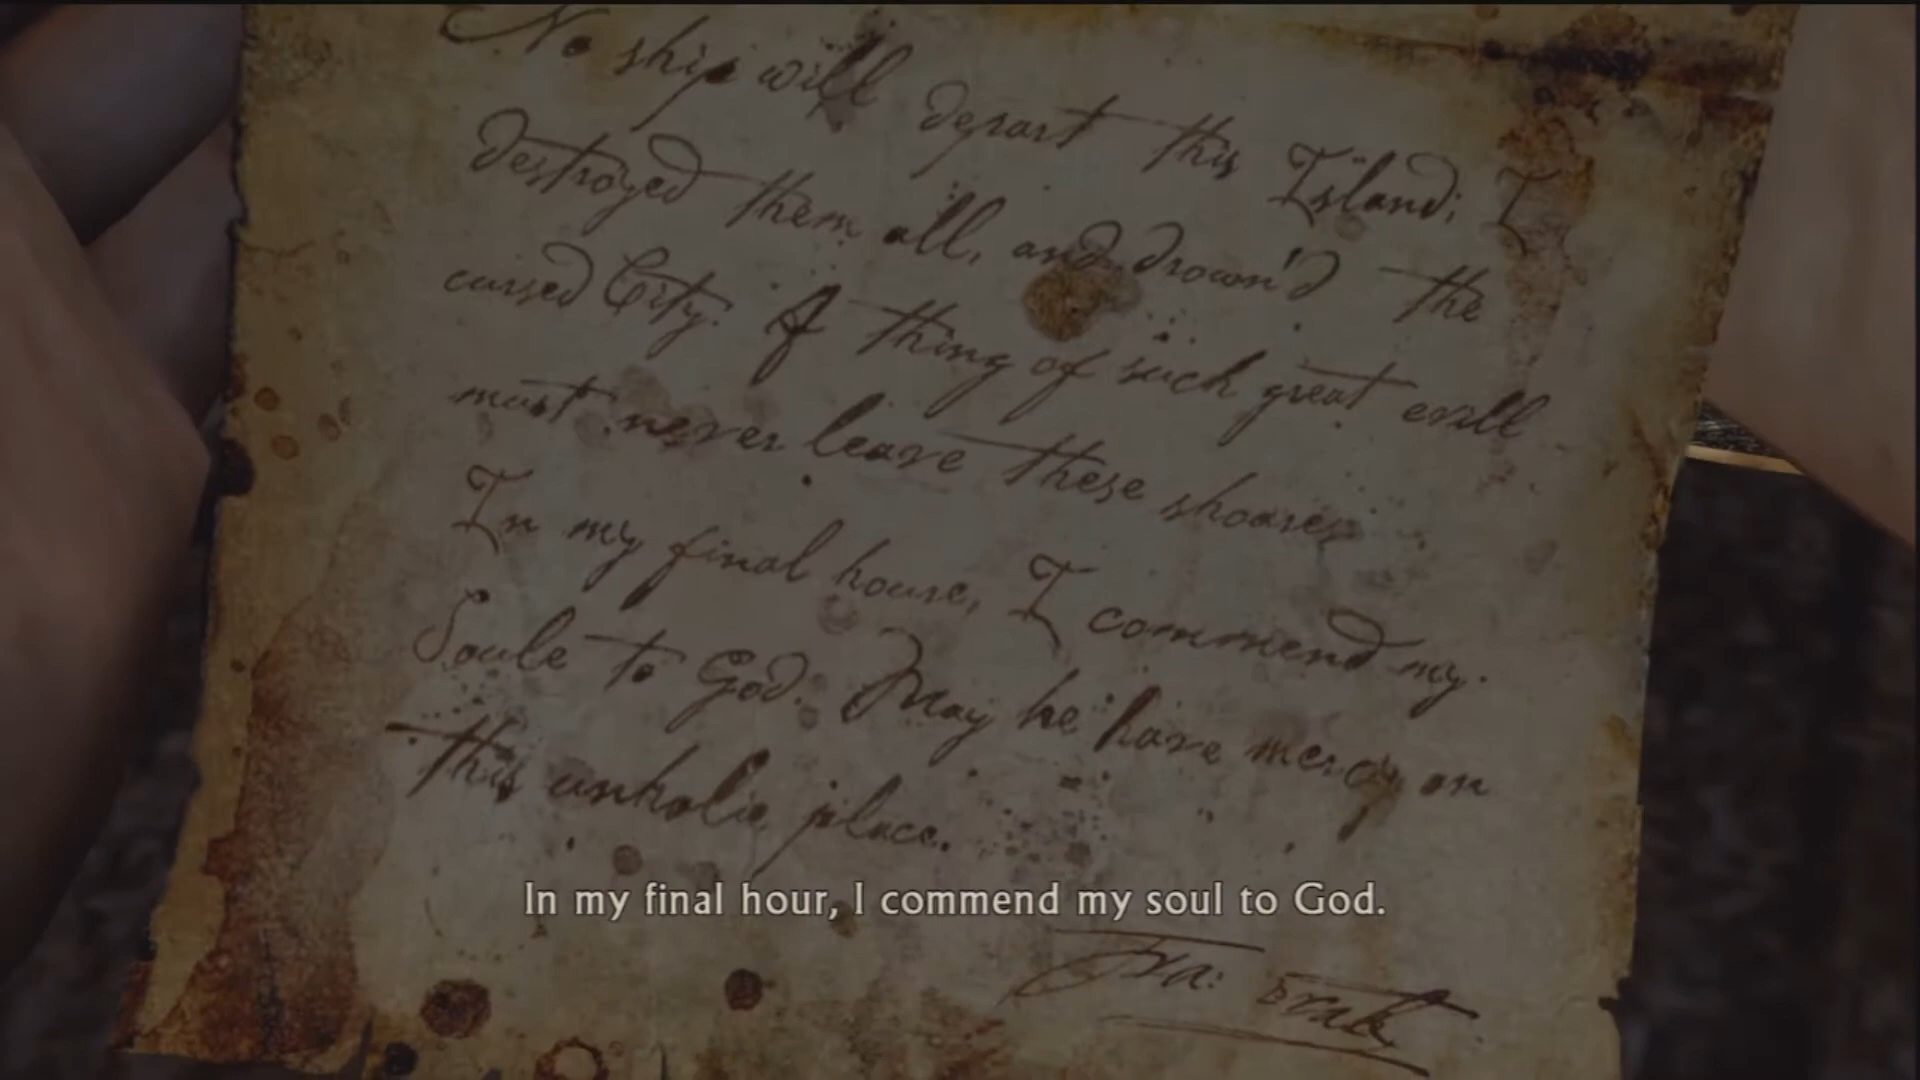 No ship will depart this Island; I
destroyed them all, and drown'd the
cursed City. A thing of such great evill
must never leave these shoares
In my final houre, I commend my
Soule to God. May he have mercy on
this unholie place.
In my final hour, I commend my soul to God.
Fra: Drak